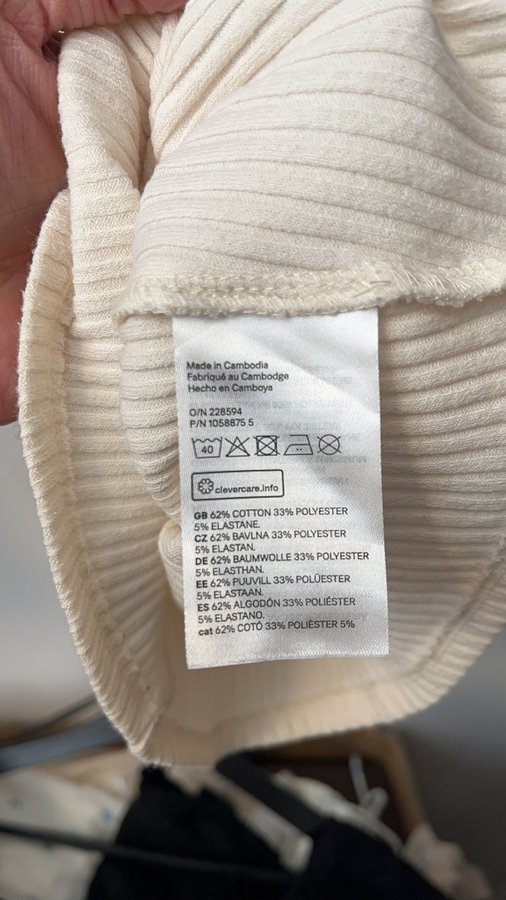 Made in Cambodia
Fabriqué au Cambodge
Hecho en Camboya
O/N 228594
P/N 1058875 5
40
clevercare.info
GB 62% COTTON 33% POLYESTER
5% ELASTANE.
CZ 62% BAVLNA 33% POLYESTER
5% ELASTAN.
DE 62% BAUMWOLLE 33% POLYESTER
5% ELASTHAN.
EE 62% PUUVILL 33% POLÜESTER
5% ELASTAAN.
ES 62% ALGODÓN 33% POLIÉSTER
5% ELASTANO.
cat 62% COTÓ 33% POLIÈSTER 5%